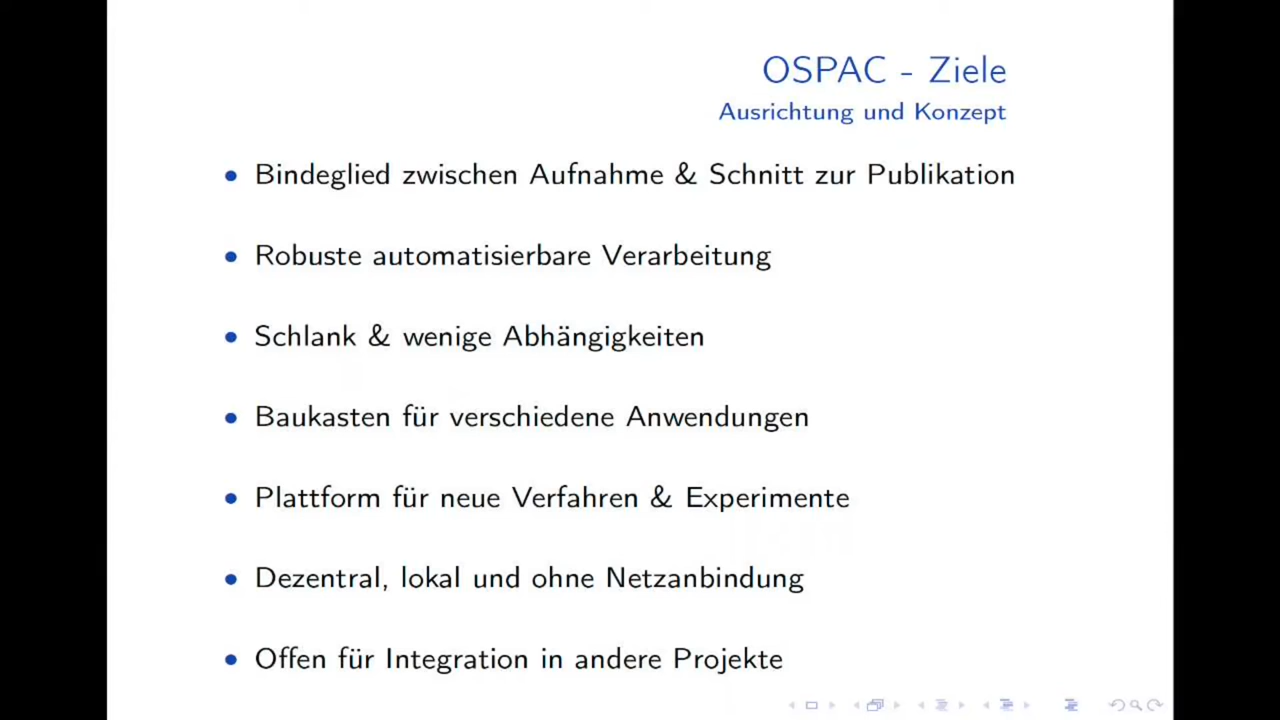 OSPAC - Ziele
Ausrichtung und Konzept
• Bindeglied zwischen Aufnahme & Schnitt zur Publikation
• Robuste automatisierbare Verarbeitung
• Schlank & wenige Abhängigkeiten
• Baukasten für verschiedene Anwendungen
• Plattform für neue Verfahren & Experimente
• Dezentral, lokal und ohne Netzanbindung
• Offen für Integration in andere Projekte